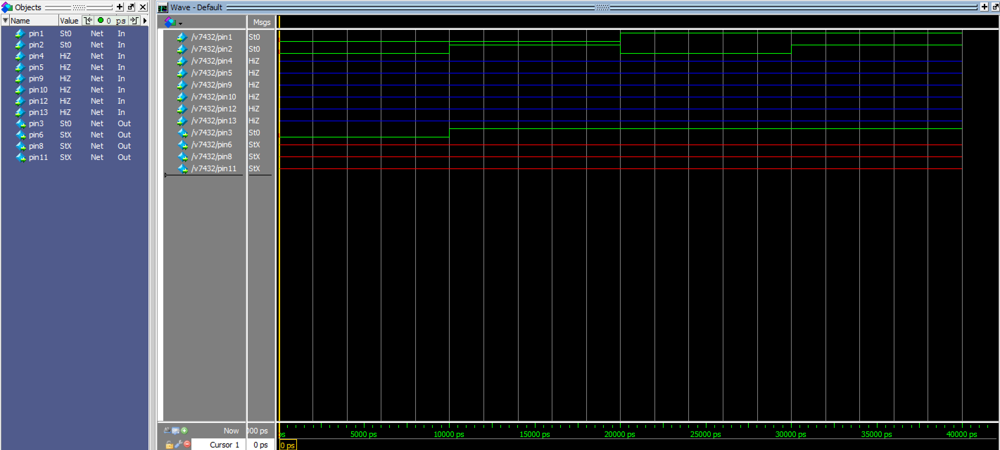 Objects
Name Value 0 ps
pin1 St0 Net In
pin2 St0 Net In
pin4 HiZ Net In
pin5 HiZ Net In
pin9 HiZ Net In
pin10 HiZ Net In
pin12 HiZ Net In
pin13 HiZ Net In
pin3 St0 Net Out
pin6 StX Net Out
pin8 StX Net Out
pin11 StX Net Out
Wave - Default
Msgs
/v7432/pin1 St0
/v7432/pin2 St0
/v7432/pin4 HiZ
/v7432/pin5 HiZ
/v7432/pin9 HiZ
/v7432/pin10 HiZ
/v7432/pin12 HiZ
/v7432/pin13 HiZ
/v7432/pin3 St0
/v7432/pin6 StX
/v7432/pin8 StX
/v7432/pin11 StX
Now 000 ps ps 5000 ps 10000 ps 15000 ps 20000 ps 25000 ps 30000 ps 35000 ps 40000 ps
Cursor 1 0 ps 0 ps